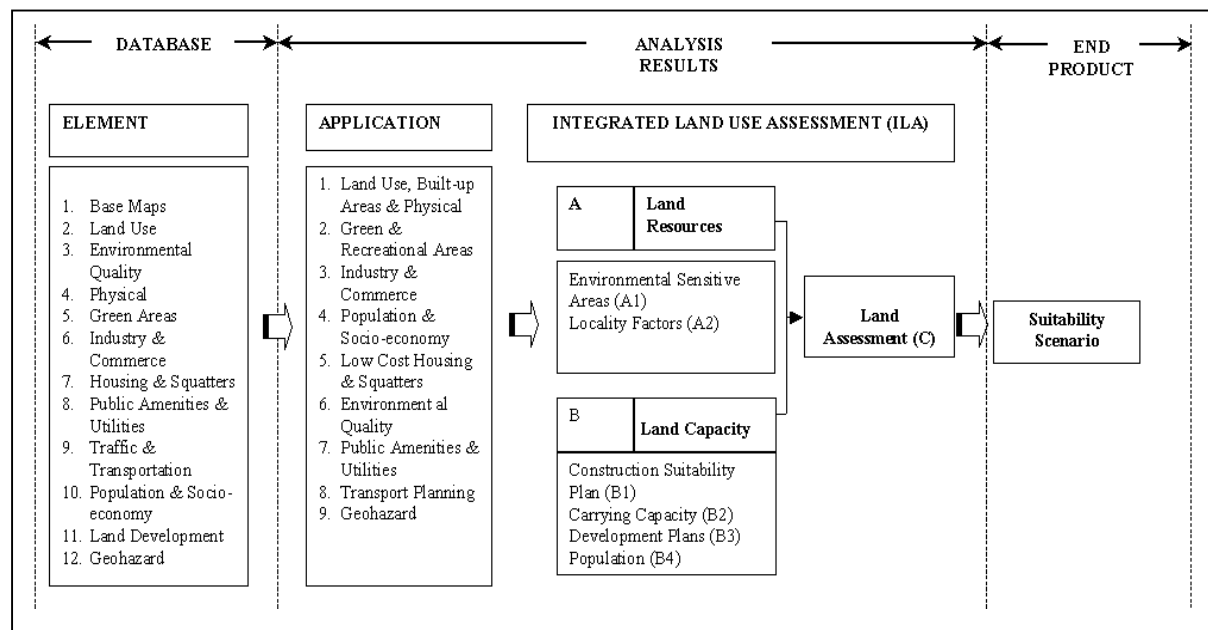 DATABASE
ANALYSIS
RESULTS
END
PRODUCT
ELEMENT
1. Base Maps
2. Land Use
3. Environmental
Quality
4. Physical
5. Green Areas
6. Industry &
Commerce
7. Housing & Squatters
8. Public Amenities &
Utilities
9. Traffic &
Transportation
10. Population & Socio-
economy
11. Land Development
12. Geohazard
APPLICATION
1. Land Use, Built-up
Areas & Physical
2. Green &
Recreational Areas
3. Industry &
Commerce
4. Population &
Socio-economy
5. Low Cost Housing
& Squatters
6. Environmental
Quality
7. Public Amenities &
Utilities
8. Transport Planning
9. Geohazard
INTEGRATED LAND USE ASSESSMENT (ILA)
A Land
Resources
Environmental Sensitive
Areas (A1)
Locality Factors (A2)
B Land Capacity
Construction Suitability
Plan (B1)
Carrying Capacity (B2)
Development Plans (B3)
Population (B4)
Land
Assessment (C)
Suitability
Scenario